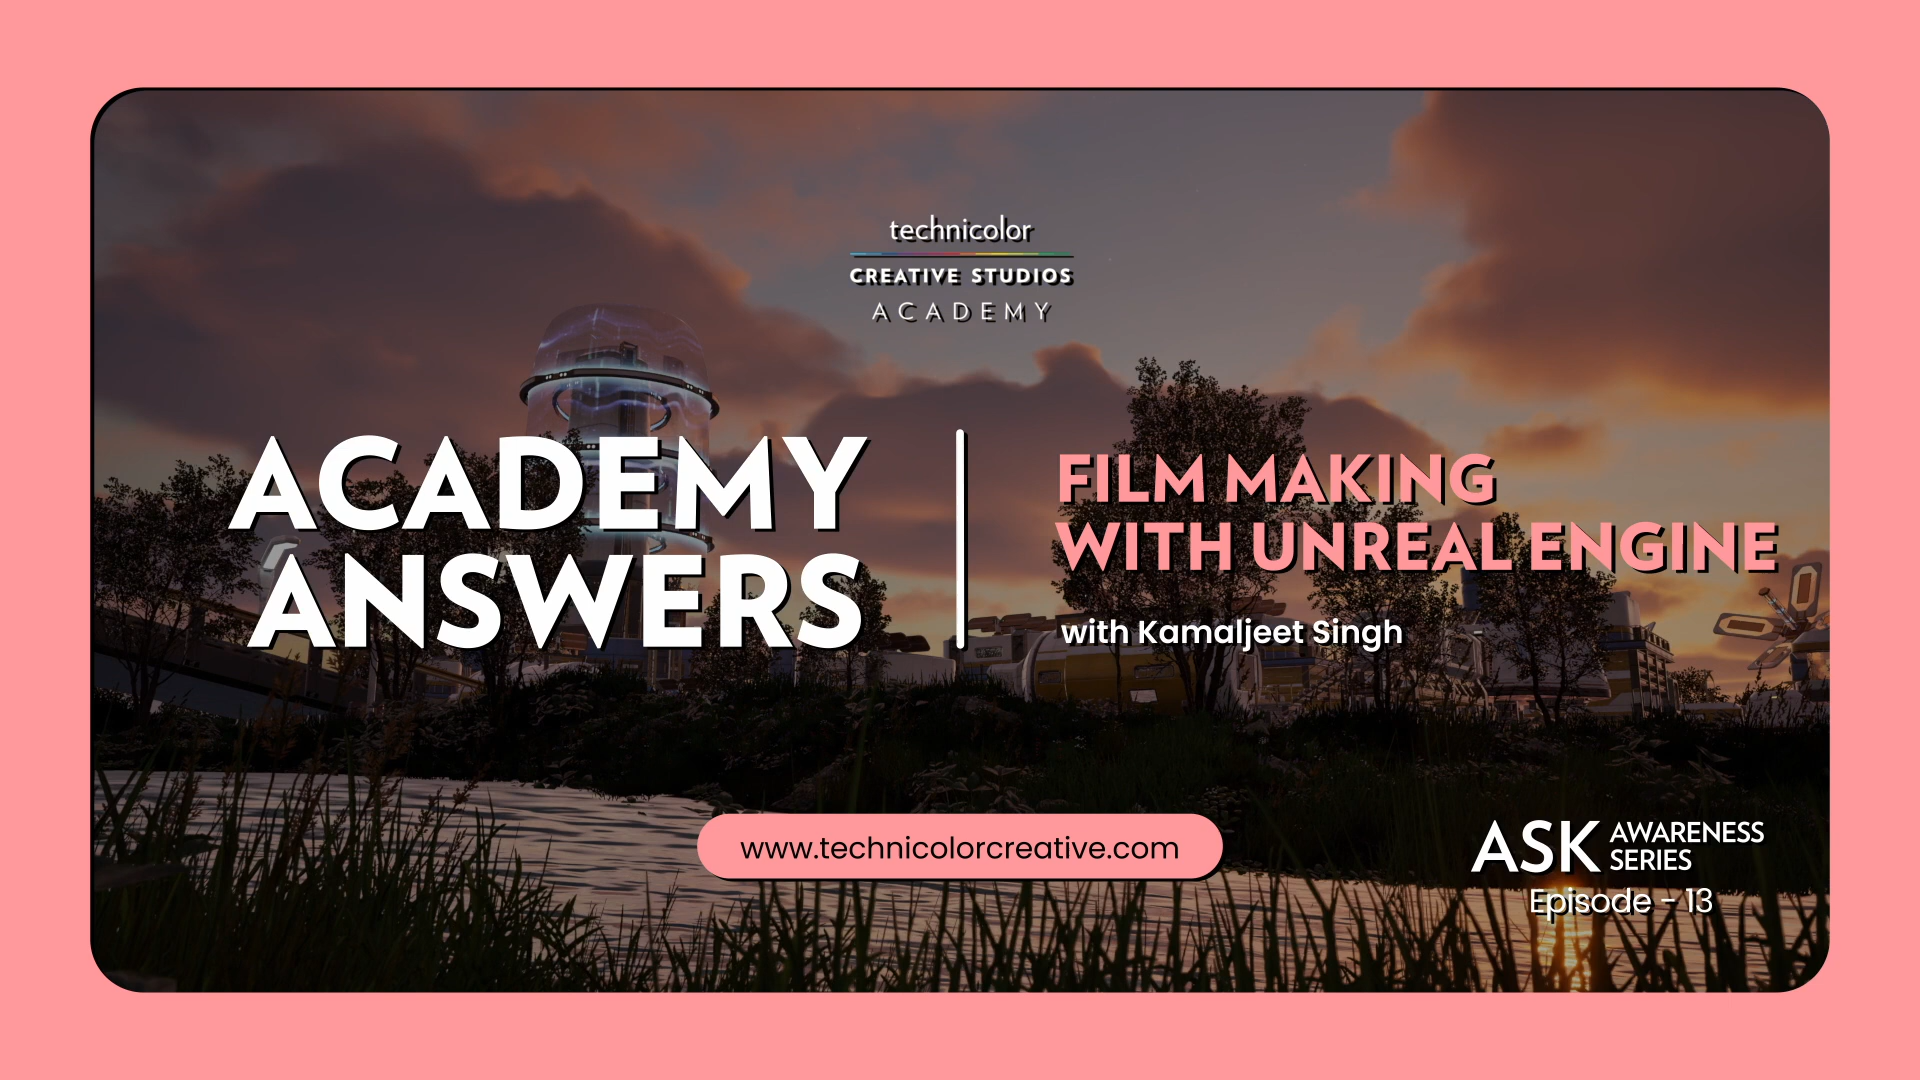 technicolor
CREATIVE STUDIOS
ACADEMY
ACADEMY
ANSWERS
FILM MAKING
WITH UNREAL ENGINE
with Kamaljeet Singh
www.technicolorcreative.com
ASK AWARENESS
SERIES
Episode - 13